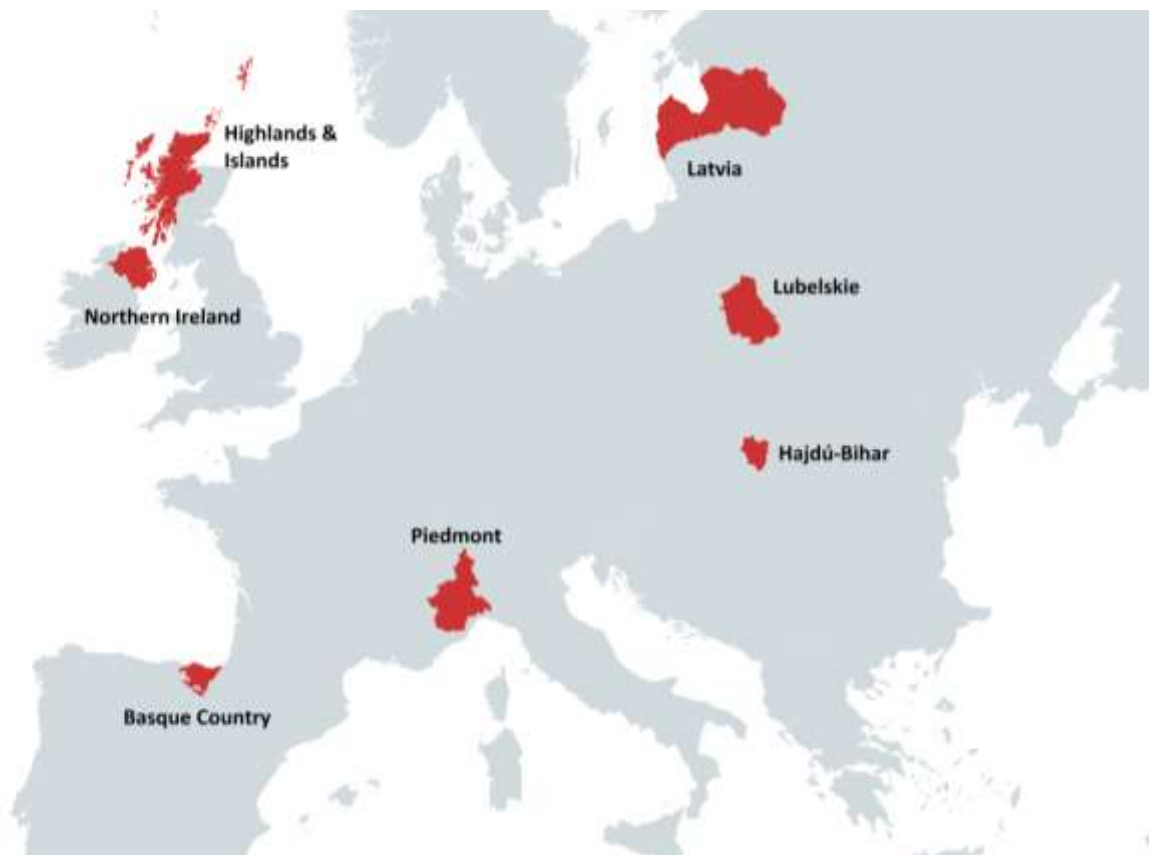 Highlands &
Islands
Latvia
Lubelskie
Northern Ireland
Hajdú-Bihar
Piedmont
Basque Country